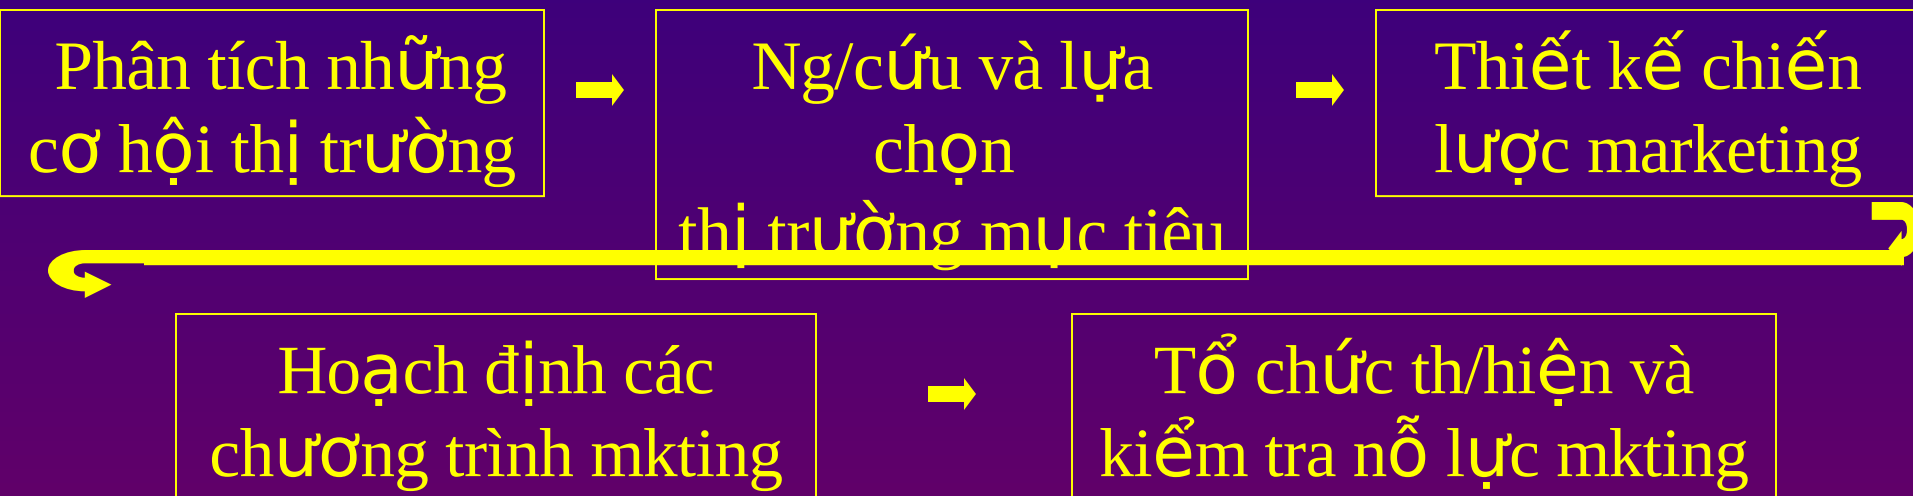 Phân tích những
cơ hội thị trường
Ng/cứu và lựa
chọn
thị trường mục tiêu
Thiết kế chiến
lược marketing
Hoạch định các
chương trình mkting
Tổ chức th/hiện và
kiểm tra nỗ lực mkting